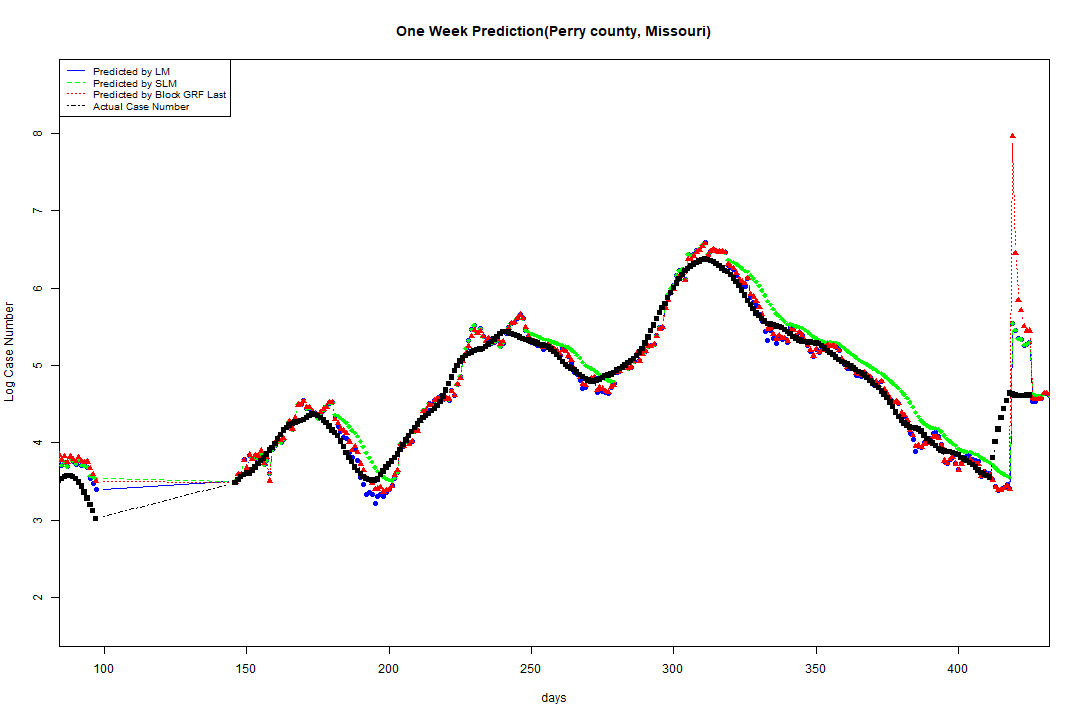 One Week Prediction(Perry county, Missouri)
Predicted by LM
Predicted by SLM
Predicted by Block GRF Last
Actual Case Number
8
7
6
5
4
3
2
Log Case Number
100 150 200 250 300 350 400
days